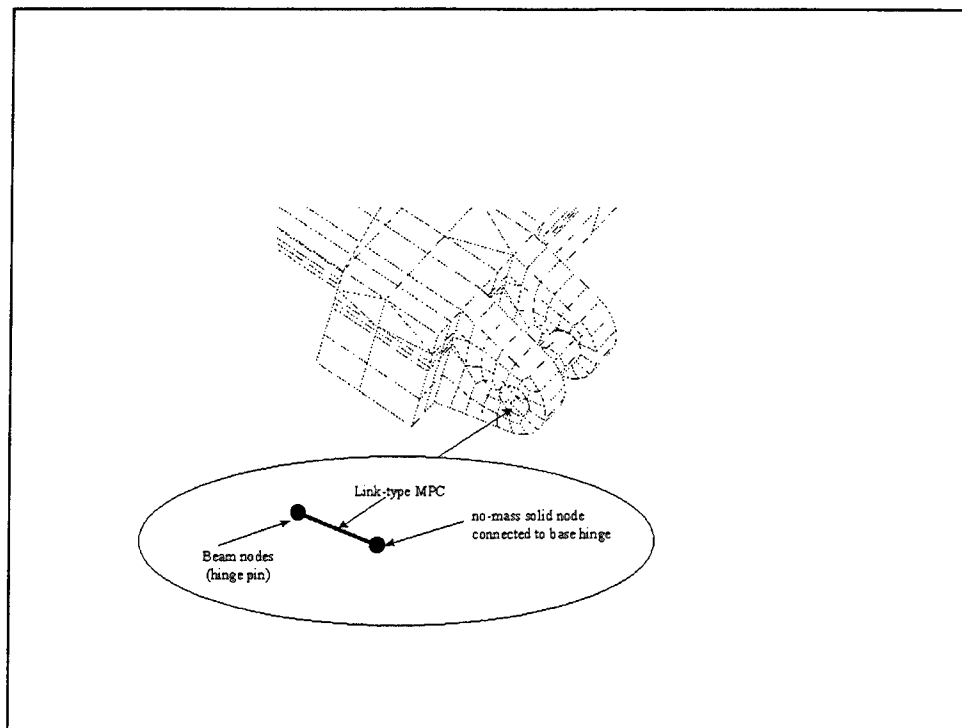 Link-type MPC
no-mass solid node
connected to base hinge
Beam nodes
(hinge pin)